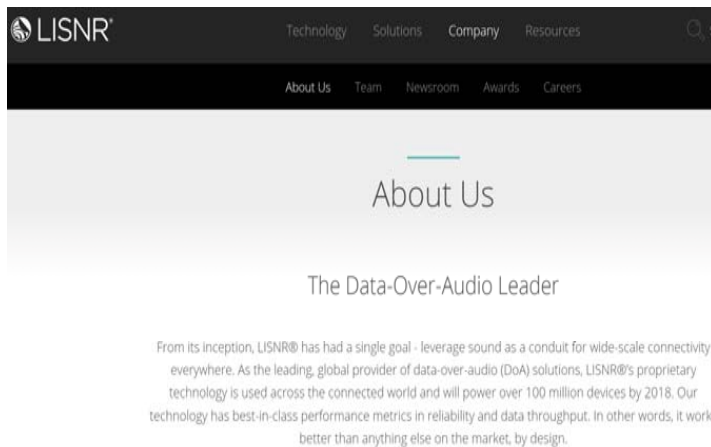 LISNR®
Technology Solutions Company Resources
About Us Team Newsroom Awards Careers
About Us
The Data-Over-Audio Leader
From its inception, LISNR® has had a single goal - leverage sound as a conduit for wide-scale connectivity
everywhere. As the leading, global provider of data-over-audio (DoA) solutions, LISNR®'s proprietary
technology is used across the connected world and will power over 100 million devices by 2018. Our
technology has best-in-class performance metrics in reliability and data throughput. In other words, it work
better than anything else on the market, by design.